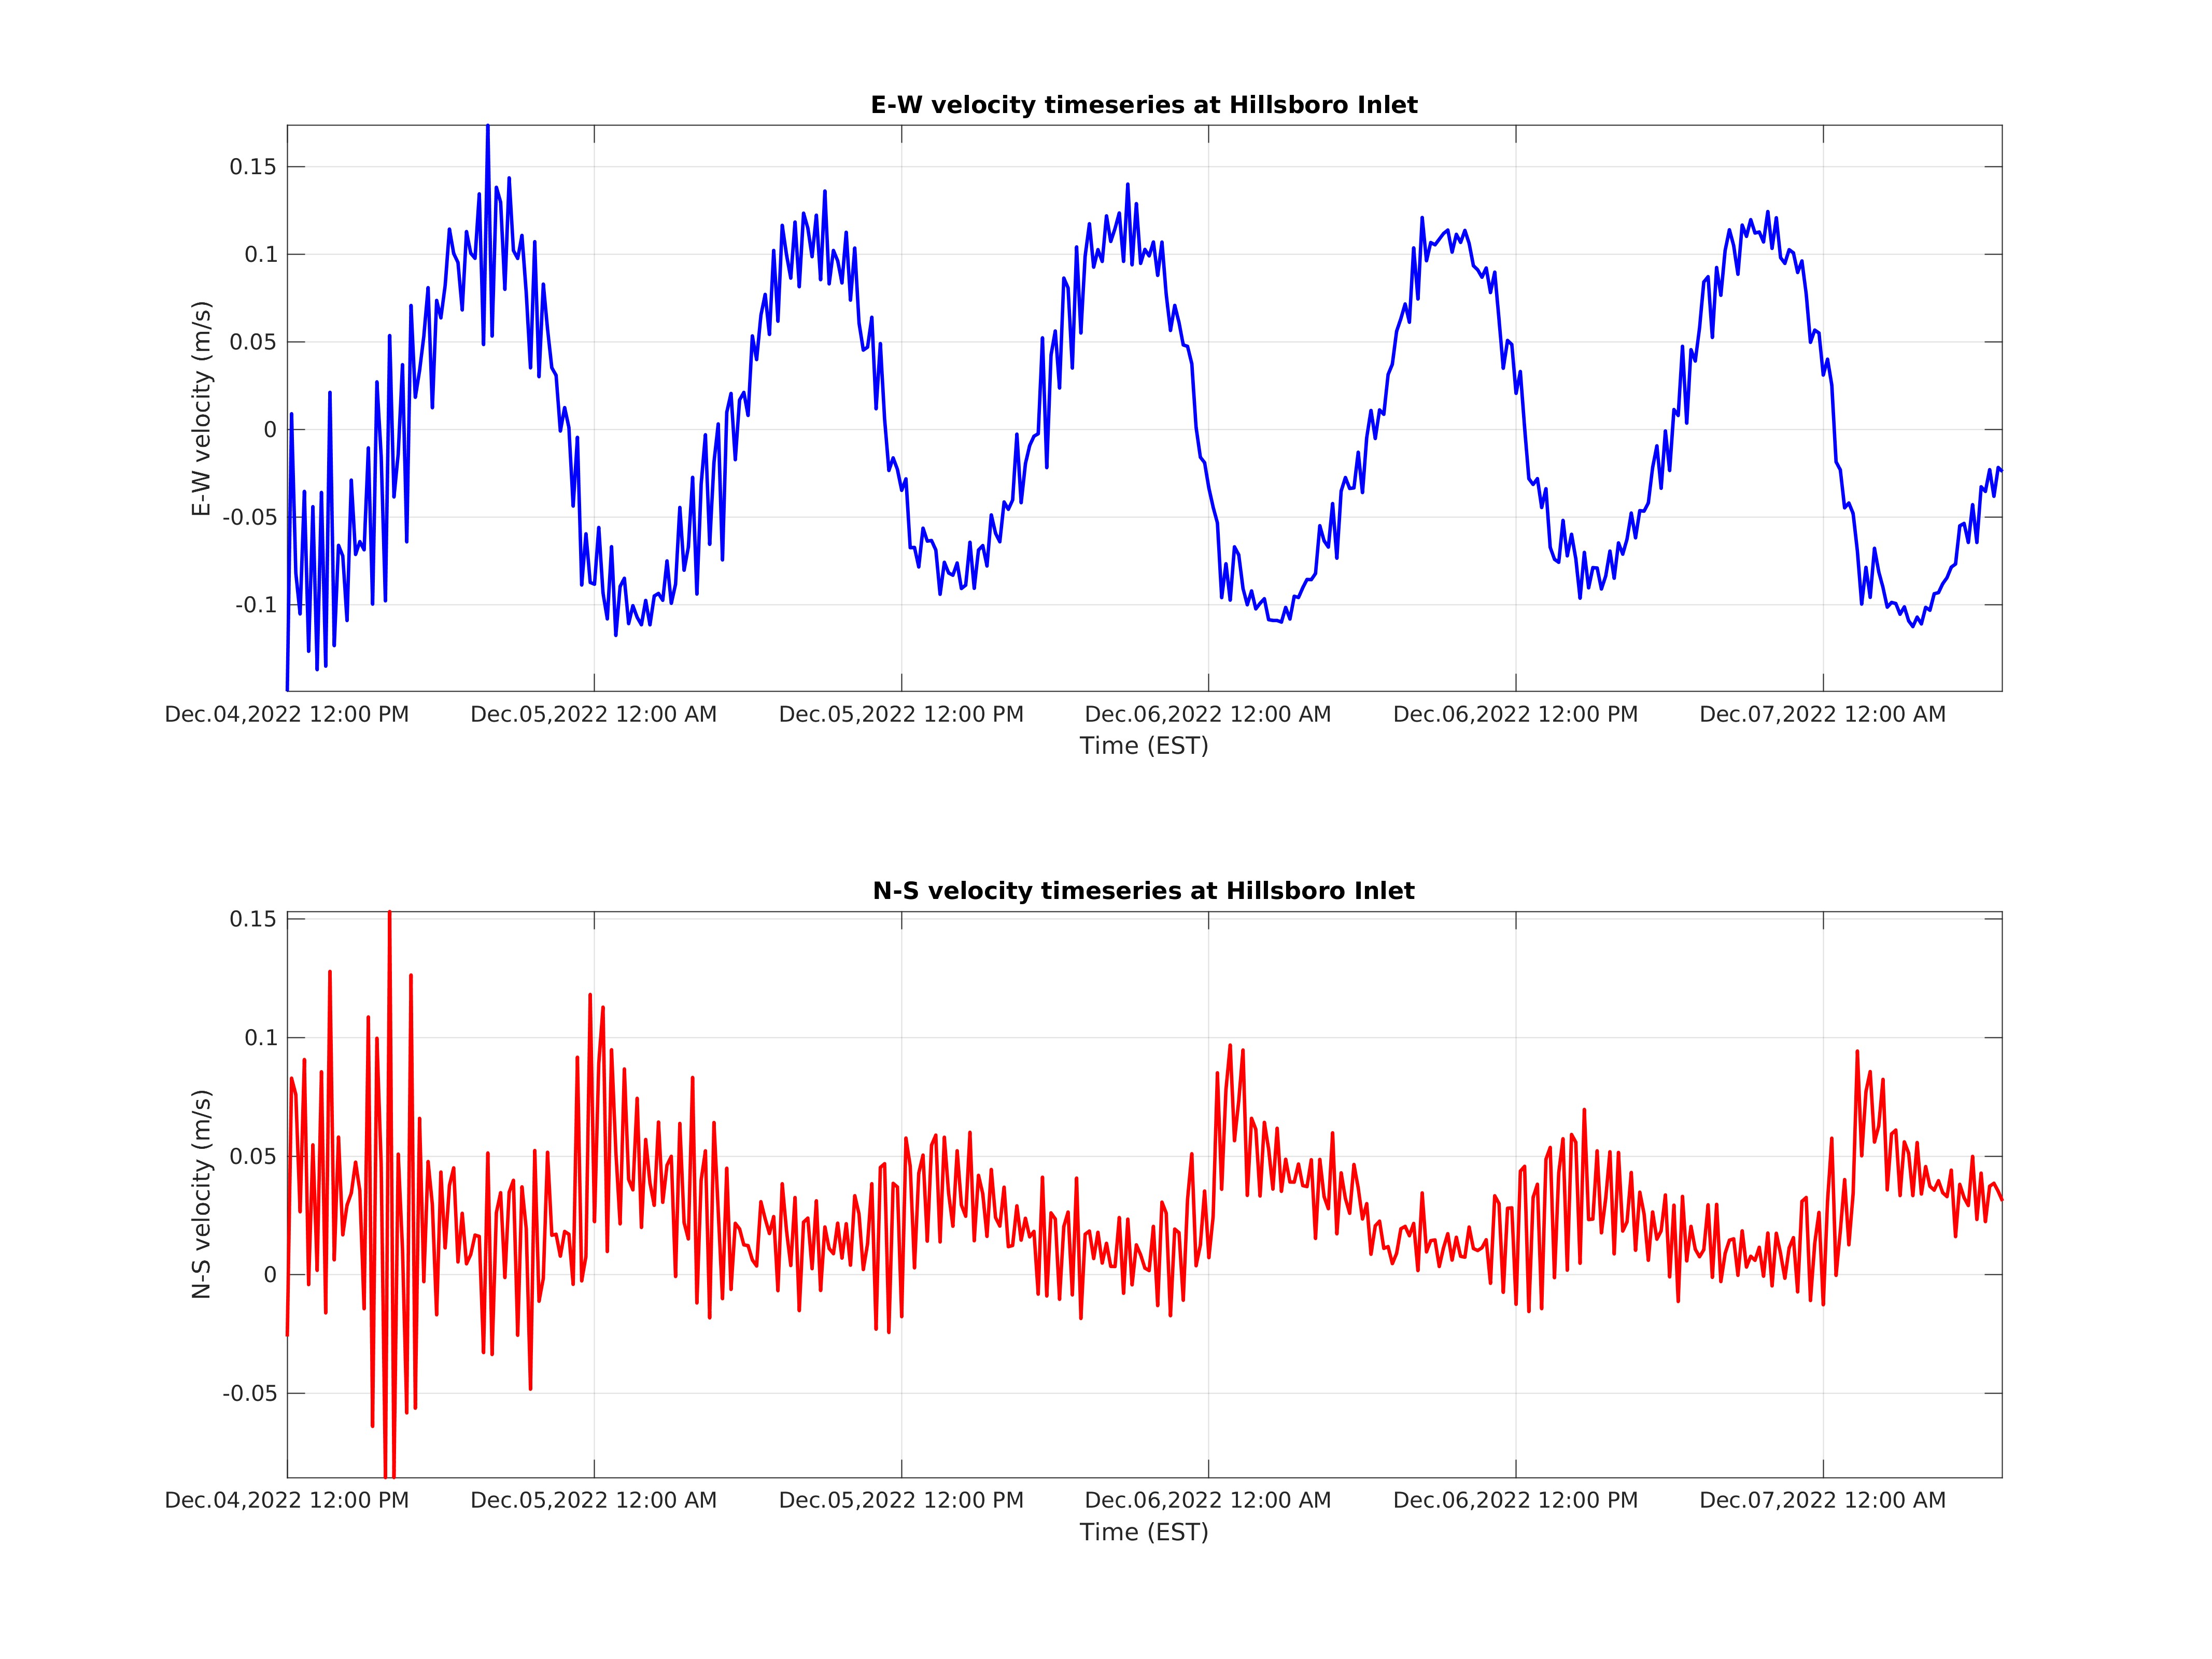 E-W velocity timeseries at Hillsboro Inlet
E-W velocity (m/s)
0.15
0.1
0.05
0
-0.05
-0.1
Dec.04,2022 12:00 PM Dec.05,2022 12:00 AM Dec.05,2022 12:00 PM Dec.06,2022 12:00 AM Dec.06,2022 12:00 PM Dec.07,2022 12:00 AM
Time (EST)
N-S velocity timeseries at Hillsboro Inlet
N-S velocity (m/s)
0.15
0.1
0.05
0
-0.05
Dec.04,2022 12:00 PM Dec.05,2022 12:00 AM Dec.05,2022 12:00 PM Dec.06,2022 12:00 AM Dec.06,2022 12:00 PM Dec.07,2022 12:00 AM
Time (EST)